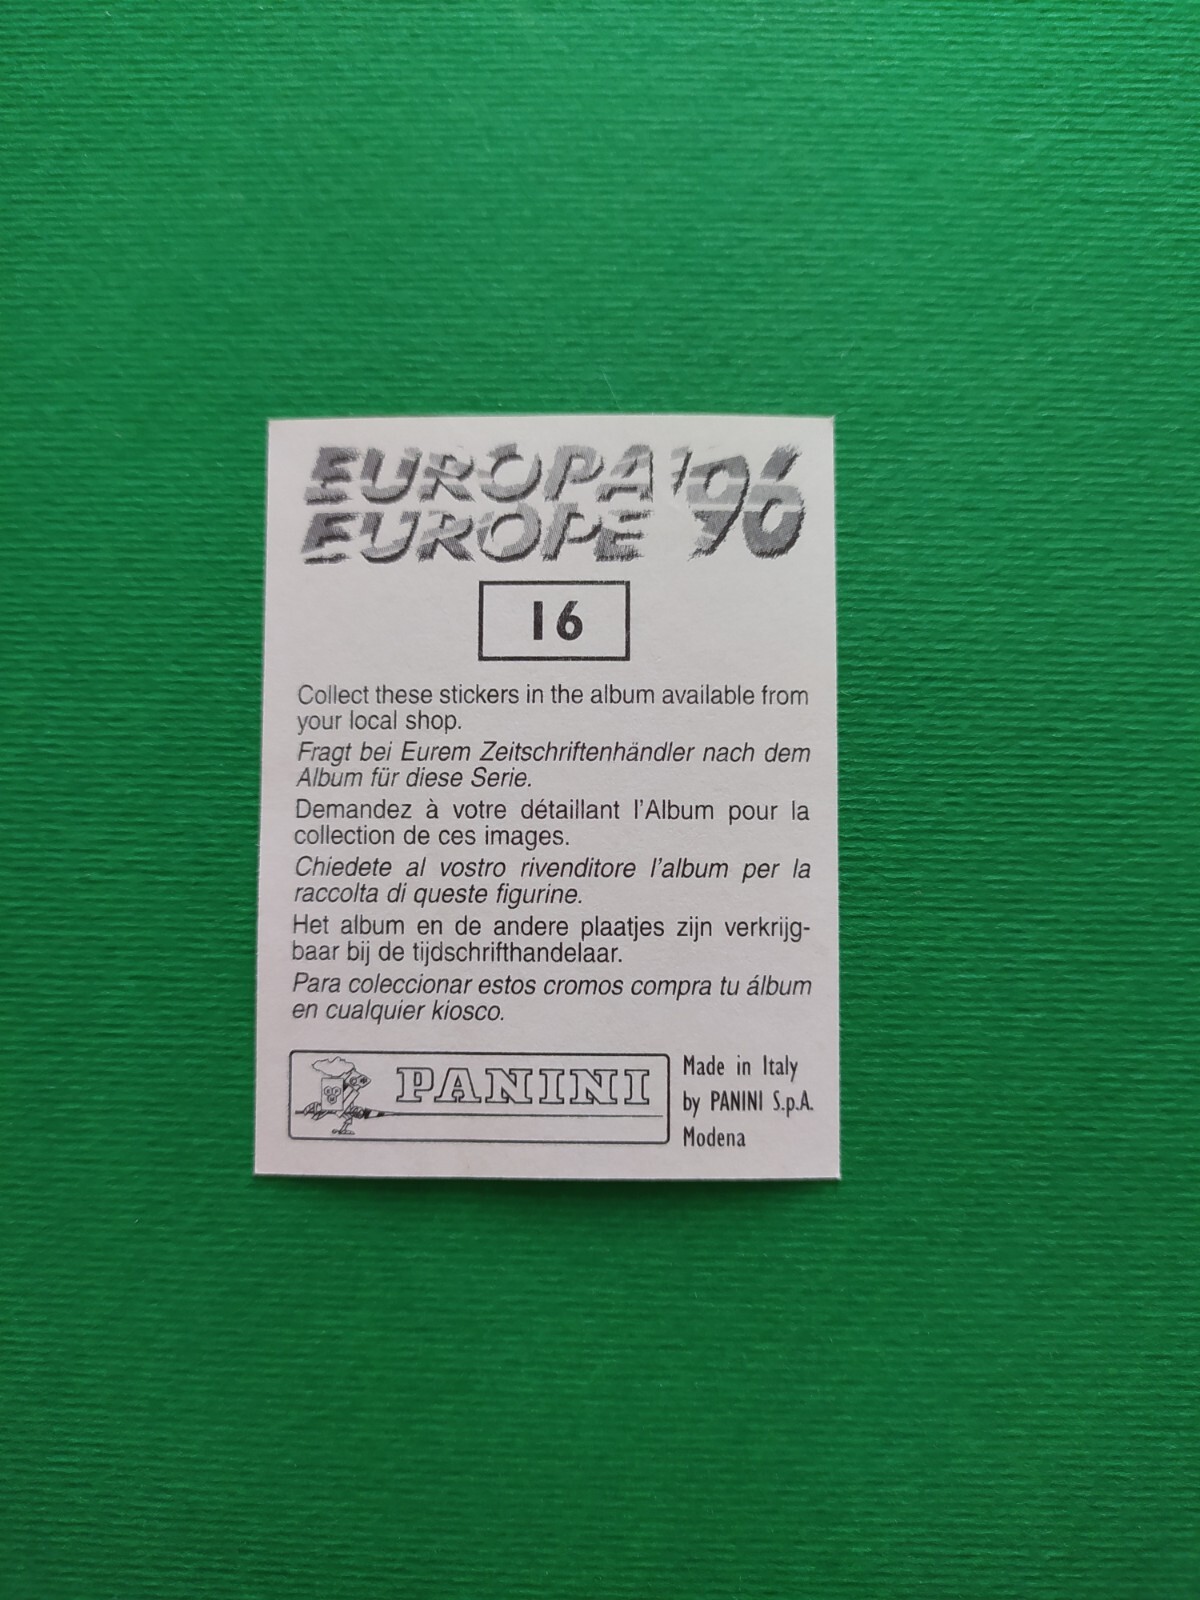 EUROPA '96
EUROPE '96
16
Collect these stickers in the album available from
your local shop.
Fragt bei Eurem Zeitschriftenhändler nach dem
Album für diese Serie.
Demandez à votre détaillant l'Album pour la
collection de ces images.
Chiedete al vostro rivenditore l'album per la
raccolta di queste figurine.
Het album en de andere plaatjes zijn verkrijg-
baar bij de tijdschrifthandelaar.
Para coleccionar estos cromos compra tu álbum
en cualquier kiosco.
PANINI
Made in Italy
by PANINI S.p.A.
Modena